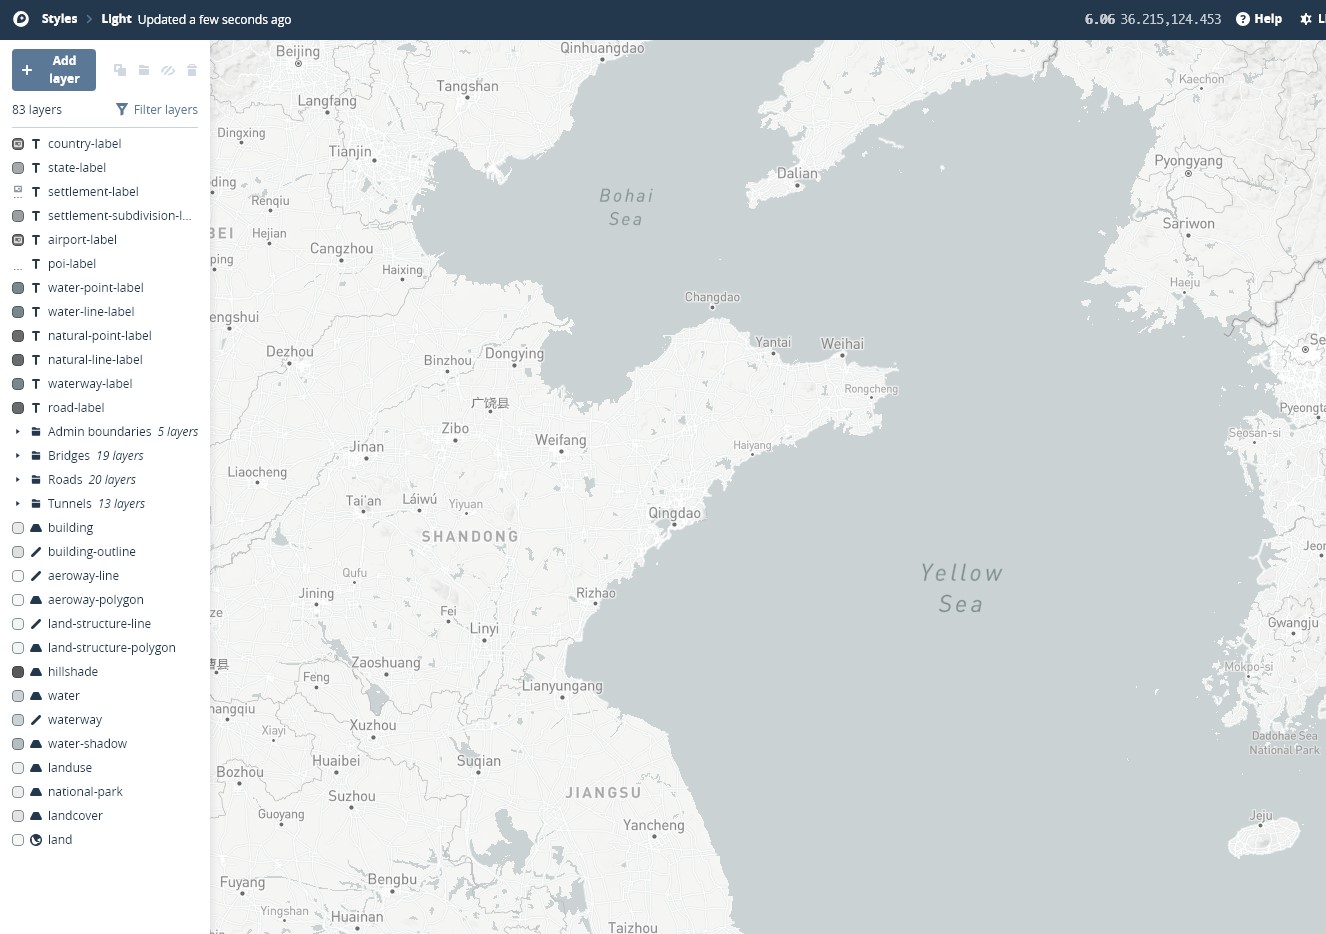 Styles > Light Updated a few seconds ago
6.06 36.215,124.453
Help
Add
layer
83 layers
Filter layers
country-label
state-label
settlement-label
settlement-subdivision-l...
airport-label
poi-label
water-point-label
water-line-label
natural-point-label
natural-line-label
waterway-label
road-label
Admin boundaries 5 layers
Bridges 19 layers
Roads 20 layers
Tunnels 13 layers
building
building-outline
aeroway-line
aeroway-polygon
land-structure-line
land-structure-polygon
hillshade
water
waterway
water-shadow
landuse
national-park
landcover
land
Beijing
Qinhuangdao
Tangshan
Langfang
Kaechon
Dingxing
Tianjin
Pyongyang
Dalian
ding
Bohai
Sea
Renqiu
Sariwon
BEI
Hejian
Cangzhou
ping
Haixing
Haeju
Changdao
engshui
Se
Dezhou
Binzhou
Dongying
Yantai
Weihai
Rongcheng
广饶县
Pyeongta
Zibo
Weifang
Haiyang
Seosan-si
Jinan
Liaocheng
Tai'an
Láiwú
Yiyuan
Qingdao
SHANDONG
Jeor
Yellow
Sea
Qufu
Jining
Rizhao
ze
Fei
Linyi
Gwangju
曹县
Zaoshuang
Mokpo-si
Feng
Lianyungang
angqiu
Xiayi
Xuzhou
Dadohae Sea
National Park
Suqian
Huaibei
Bozhou
Suzhou
JIANGSU
Guoyang
Yancheng
Jeju
Fuyang
Bengbu
Yingshan
Huainan
Taizhou